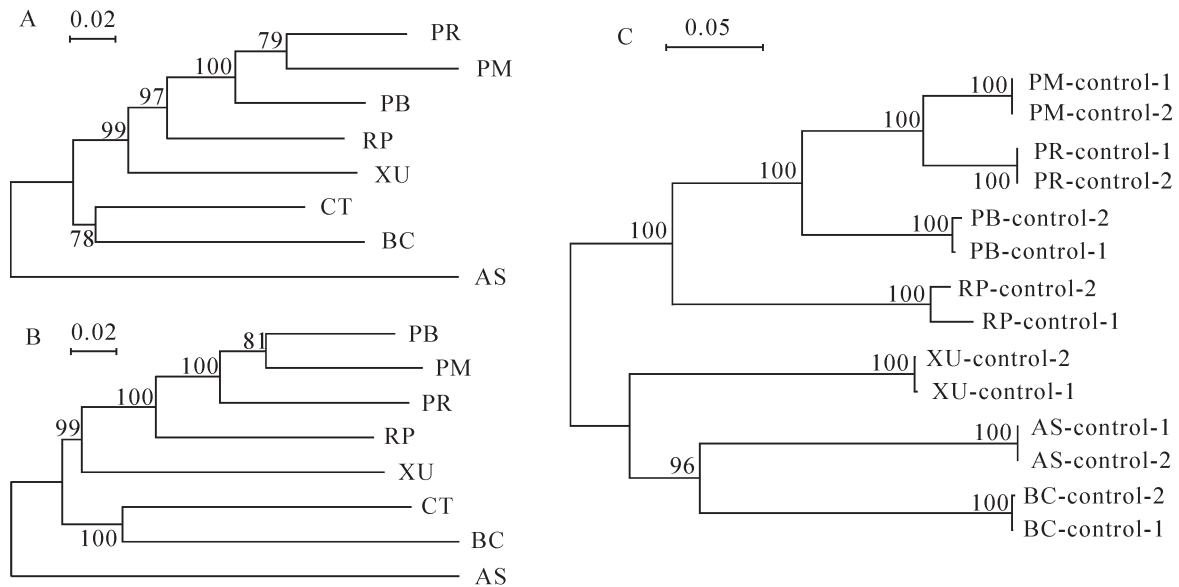 A
0.02
79
PR
100
PM
97
PB
99
RP
XU
CT
78
BC
AS
B
0.02
81
PB
100
PM
100
PR
99
RP
XU
CT
100
BC
AS
C
0.05
100
PM-control-1
PM-control-2
100
PR-control-1
100
PR-control-2
100
100
PB-control-2
PB-control-1
100
100
RP-control-2
RP-control-1
100
XU-control-2
XU-control-1
100
AS-control-1
AS-control-2
96
100
BC-control-2
BC-control-1